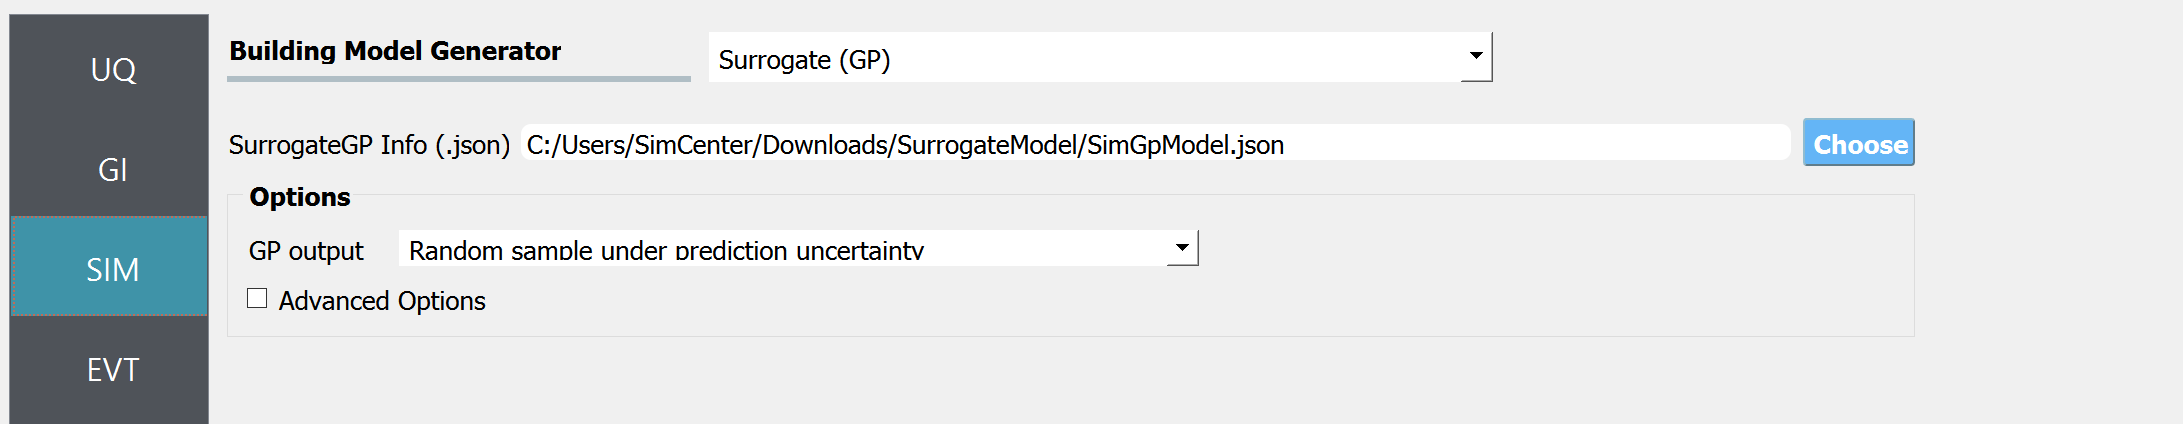 UQ
GI
SIM
EVT
Building Model Generator
Surrogate (GP)
SurrogateGP Info (.json) C:/Users/SimCenter/Downloads/SurrogateModel/SimGpModel.json Choose
Options
GP output Random sample under prediction uncertainty
Advanced Options